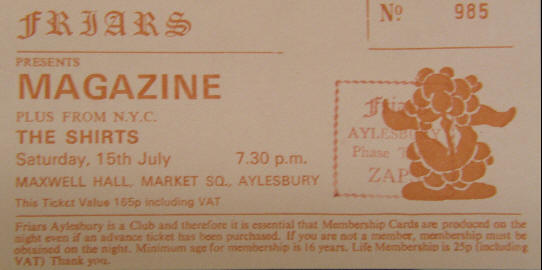 FRIARS
Nº 985
PRESENTS
MAGAZINE
PLUS FROM N.Y.C.
THE SHIRTS
Saturday, 15th July 7.30 p.m.
MAXWELL HALL, MARKET SQ., AYLESBURY
This Ticket Value 165p including VAT
Friars
AYLESBURY
Phase
ZAP
Friars Aylesbury is a Club and therefore it is essential that Membership Cards are produced on the
night even if an advance ticket has been purchased. If you are not a member, membership must be
obtained on the night. Minimum age for membership is 16 years. Life Membership is 25p (including
VAT) Thank you.